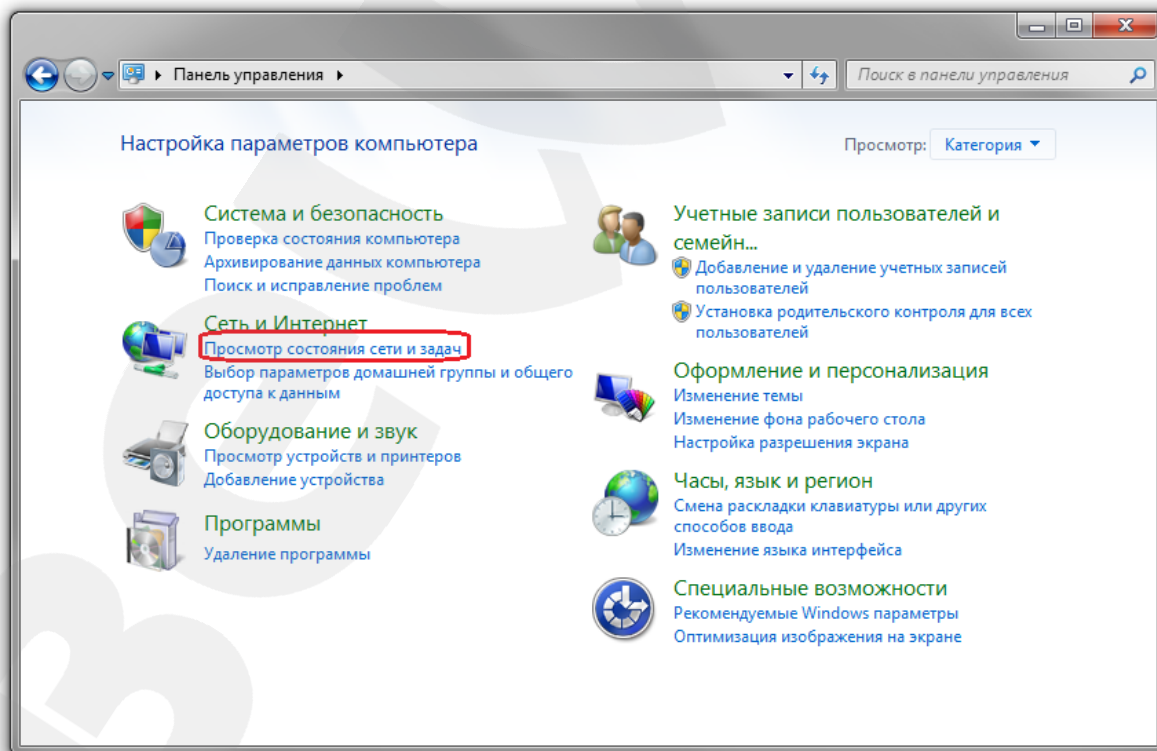 Панель управления
Поиск в панели управления
Настройка параметров компьютера
Просмотр: Категория
Система и безопасность
Проверка состояния компьютера
Архивирование данных компьютера
Поиск и исправление проблем
Сеть и Интернет
Просмотр состояния сети и задач
Выбор параметров домашней группы и общего
доступа к данным
Оборудование и звук
Просмотр устройств и принтеров
Добавление устройства
Программы
Удаление программы
Учетные записи пользователей и
семейн...
Добавление и удаление учетных записей
пользователей
Установка родительского контроля для всех
пользователей
Оформление и персонализация
Изменение темы
Изменение фона рабочего стола
Настройка разрешения экрана
Часы, язык и регион
Смена раскладки клавиатуры или других
способов ввода
Изменение языка интерфейса
Специальные возможности
Рекомендуемые Windows параметры
Оптимизация изображения на экране